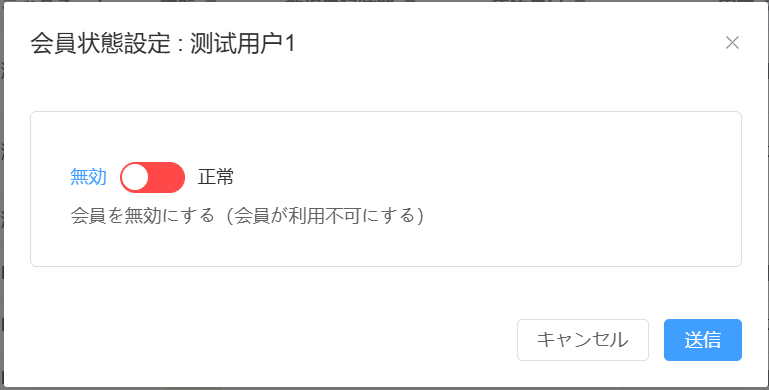 会員状態設定 : 测试用户1
無効 正常
会員を無効にする（会員が利用不可にする）
キャンセル 送信